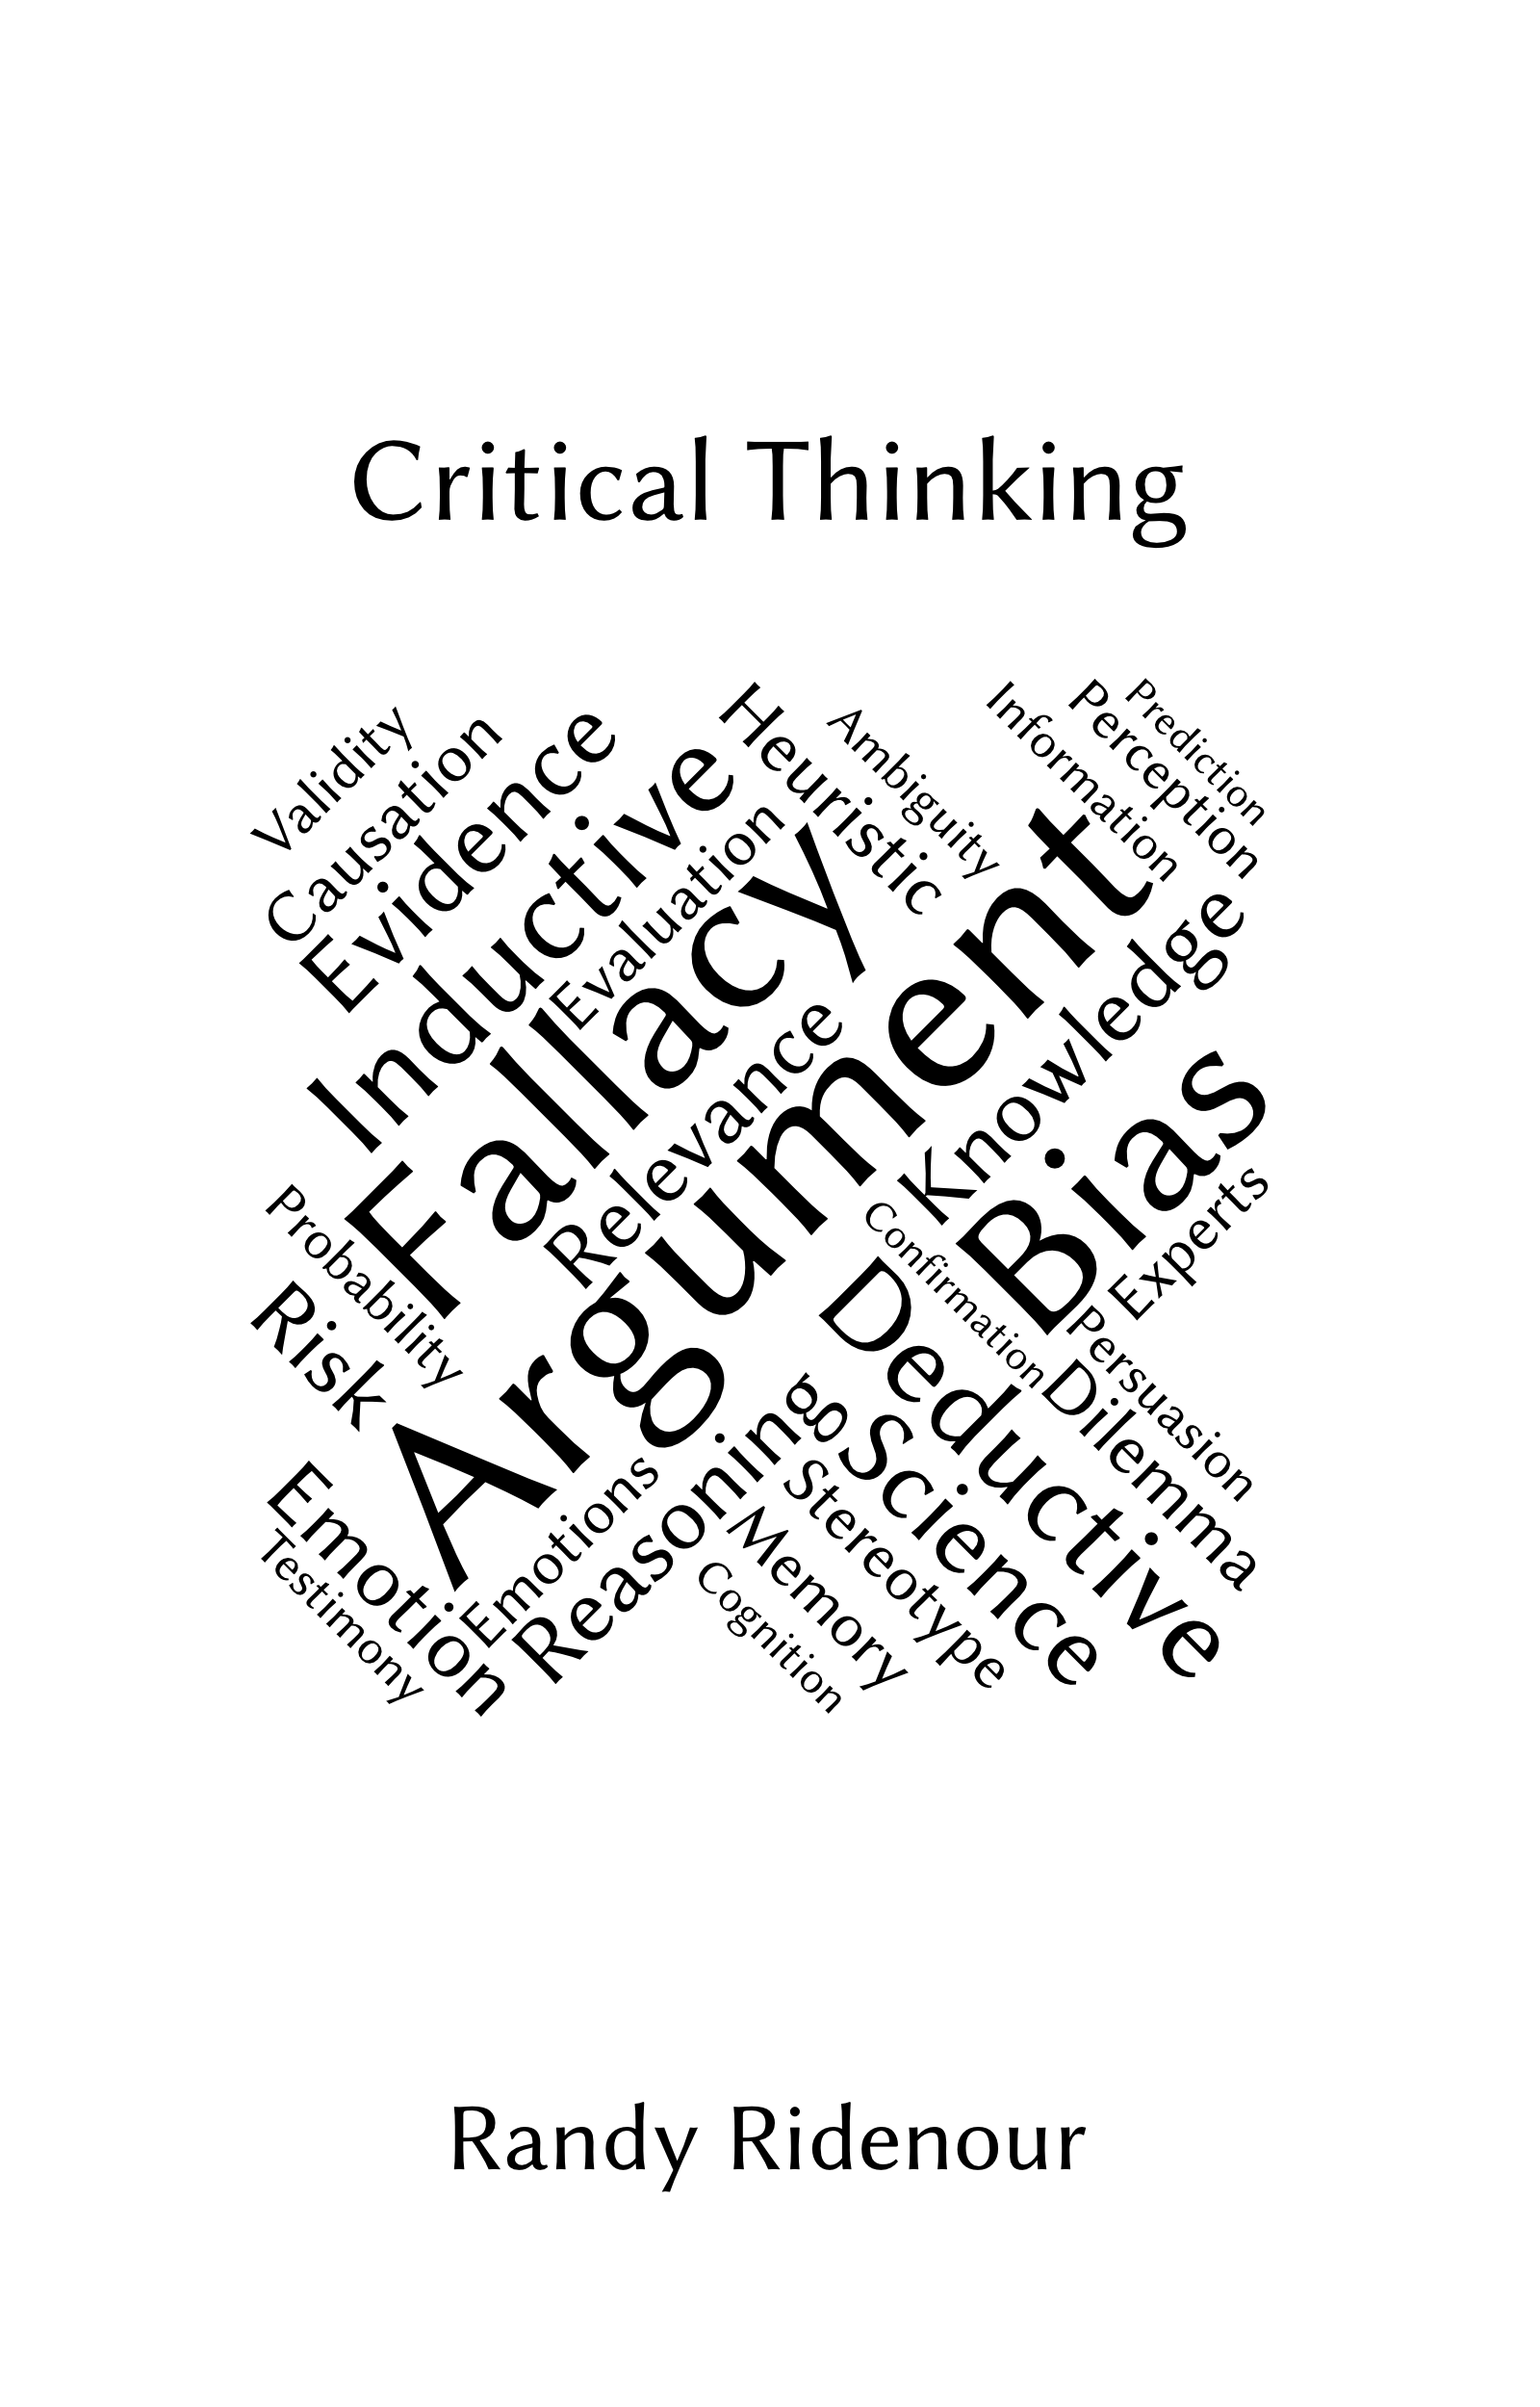 Critical Thinking
Validity
Causation
Evidence
Inductive
Heuristic
Ambiguity
Information
Perception
Prediction
Evaluation
Fallacy
Relevance
Argument
Knowledge
Bias
Experts
Probability
Risk
Confirmation
Deductive
Persuasion
Dilemma
Emotion
Testimony
Emotions
Reasoning
Science
Stereotype
Memory
Cognition
Randy Ridenour